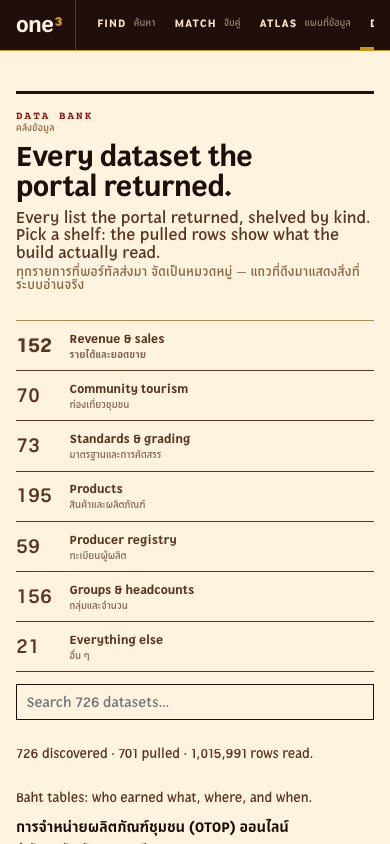 one³
FIND ค้นหา MATCH จับคู่ ATLAS แผนที่ข้อมูล
DATA BANK
คลังข้อมูล
Every dataset the
portal returned.
Every list the portal returned, shelved by kind.
Pick a shelf: the pulled rows show what the
build actually read.
ทุกรายการที่พอร์ทัลส่งมา จัดเป็นหมวดหมู่ — แถวที่ดึงมาแสดงสิ่งที่
ระบบอ่านจริง
152 Revenue & sales
รายได้และยอดขาย
70 Community tourism
ท่องเที่ยวชุมชน
73 Standards & grading
มาตรฐานและการคัดสรร
195 Products
สินค้าและผลิตภัณฑ์
59 Producer registry
ทะเบียนผู้ผลิต
156 Groups & headcounts
กลุ่มและจำนวน
21 Everything else
อื่น ๆ
Search 726 datasets...
726 discovered · 701 pulled · 1,015,991 rows read.
Baht tables: who earned what, where, and when.
การจำหน่ายผลิตภัณฑ์ชุมชน (OTOP) ออนไลน์